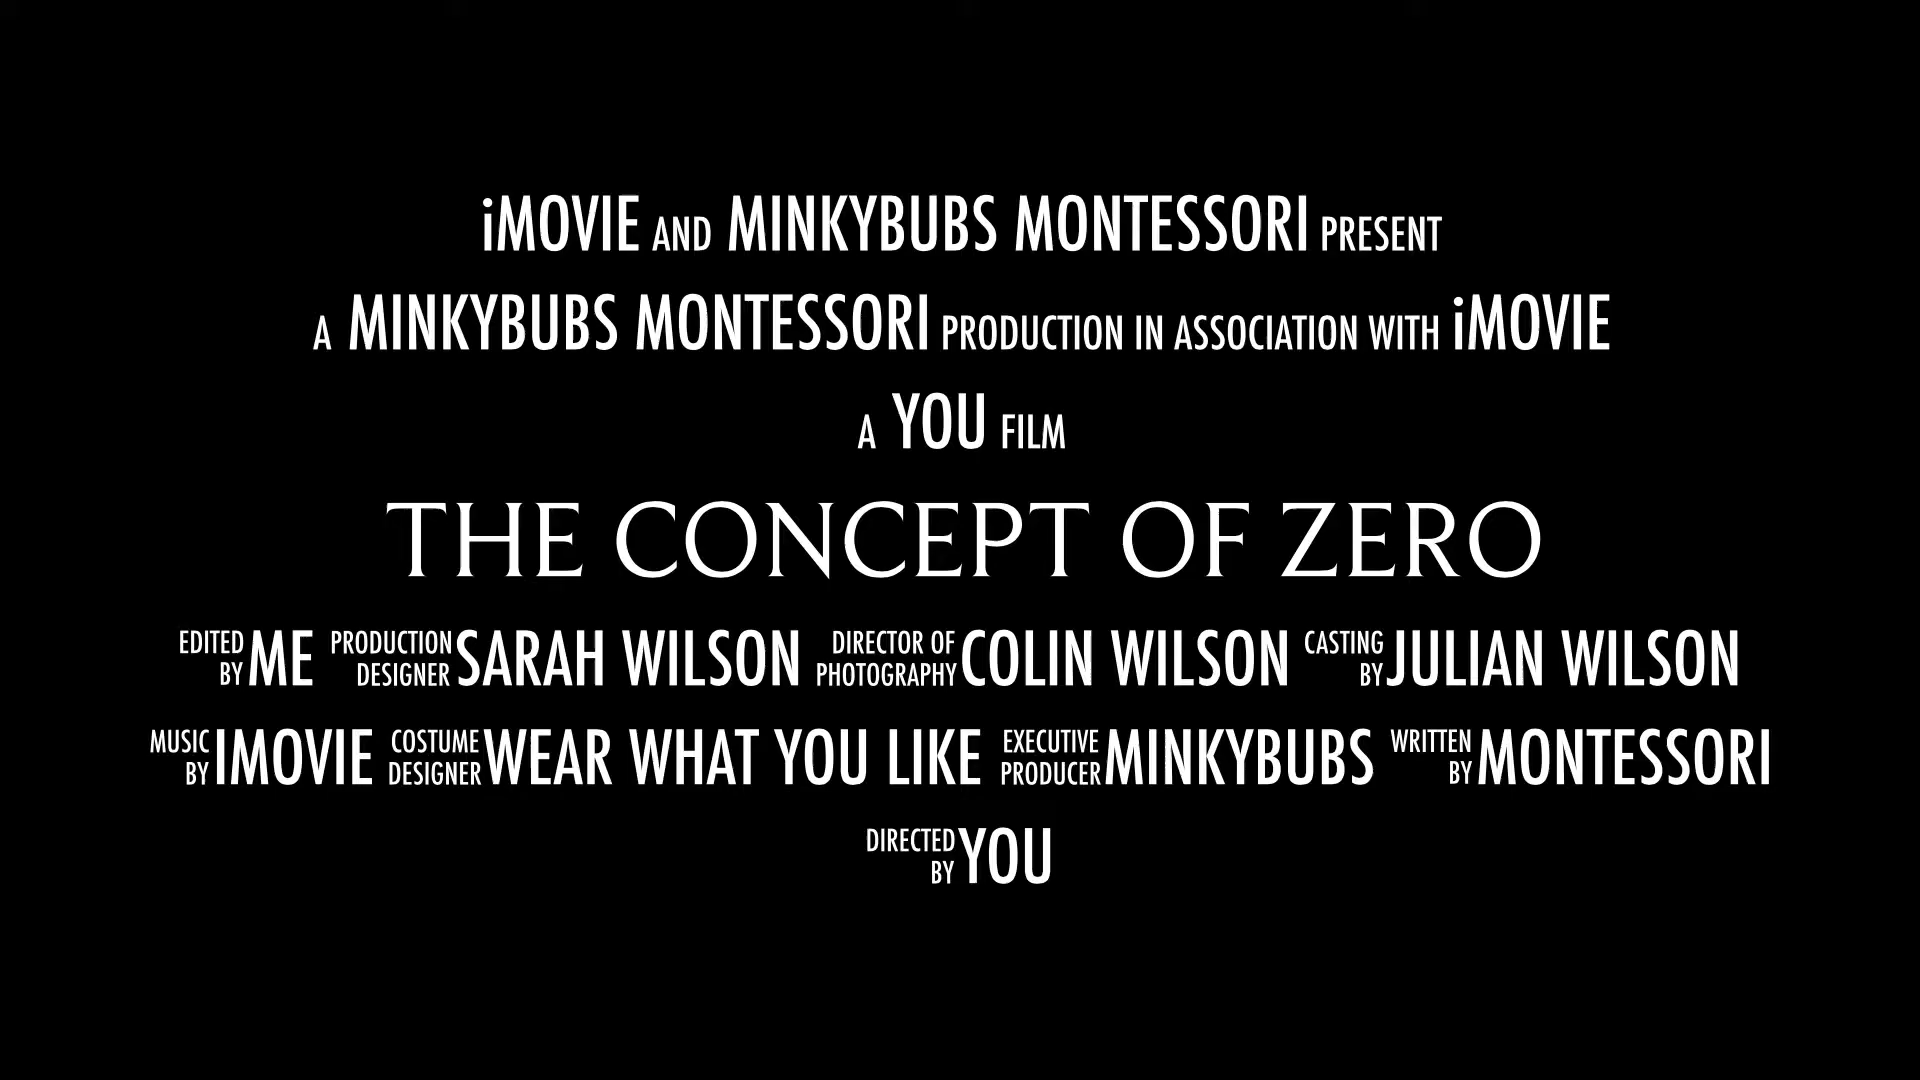 iMOVIE AND MINKYBUBS MONTESSORI PRESENT
A MINKYBUBS MONTESSORI PRODUCTION IN ASSOCIATION WITH iMOVIE
A YOU FILM
THE CONCEPT OF ZERO
EDITED BY ME PRODUCTION DESIGNER SARAH WILSON DIRECTOR OF PHOTOGRAPHY COLIN WILSON CASTING BY JULIAN WILSON
MUSIC BY IMOVIE COSTUME DESIGNER WEAR WHAT YOU LIKE EXECUTIVE PRODUCER MINKYBUBS WRITTEN BY MONTESSORI
DIRECTED BY YOU